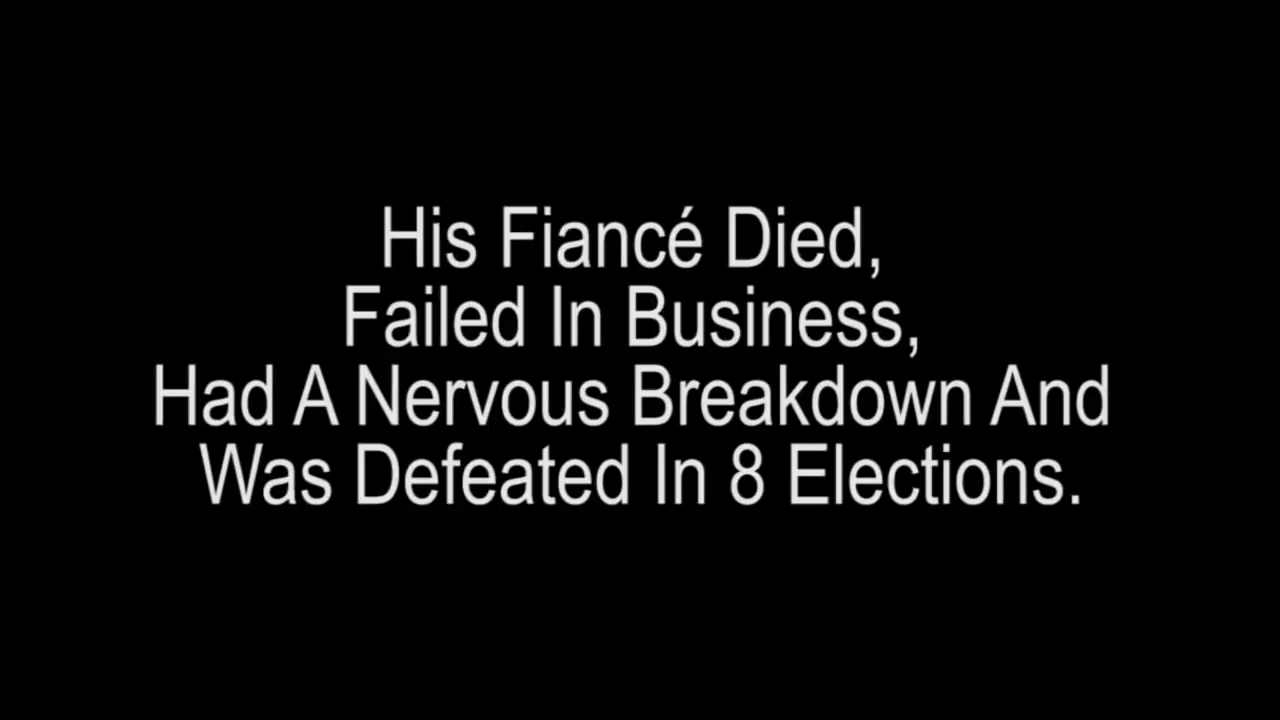 His Fiancé Died,
Failed In Business,
Had A Nervous Breakdown And
Was Defeated In 8 Elections.